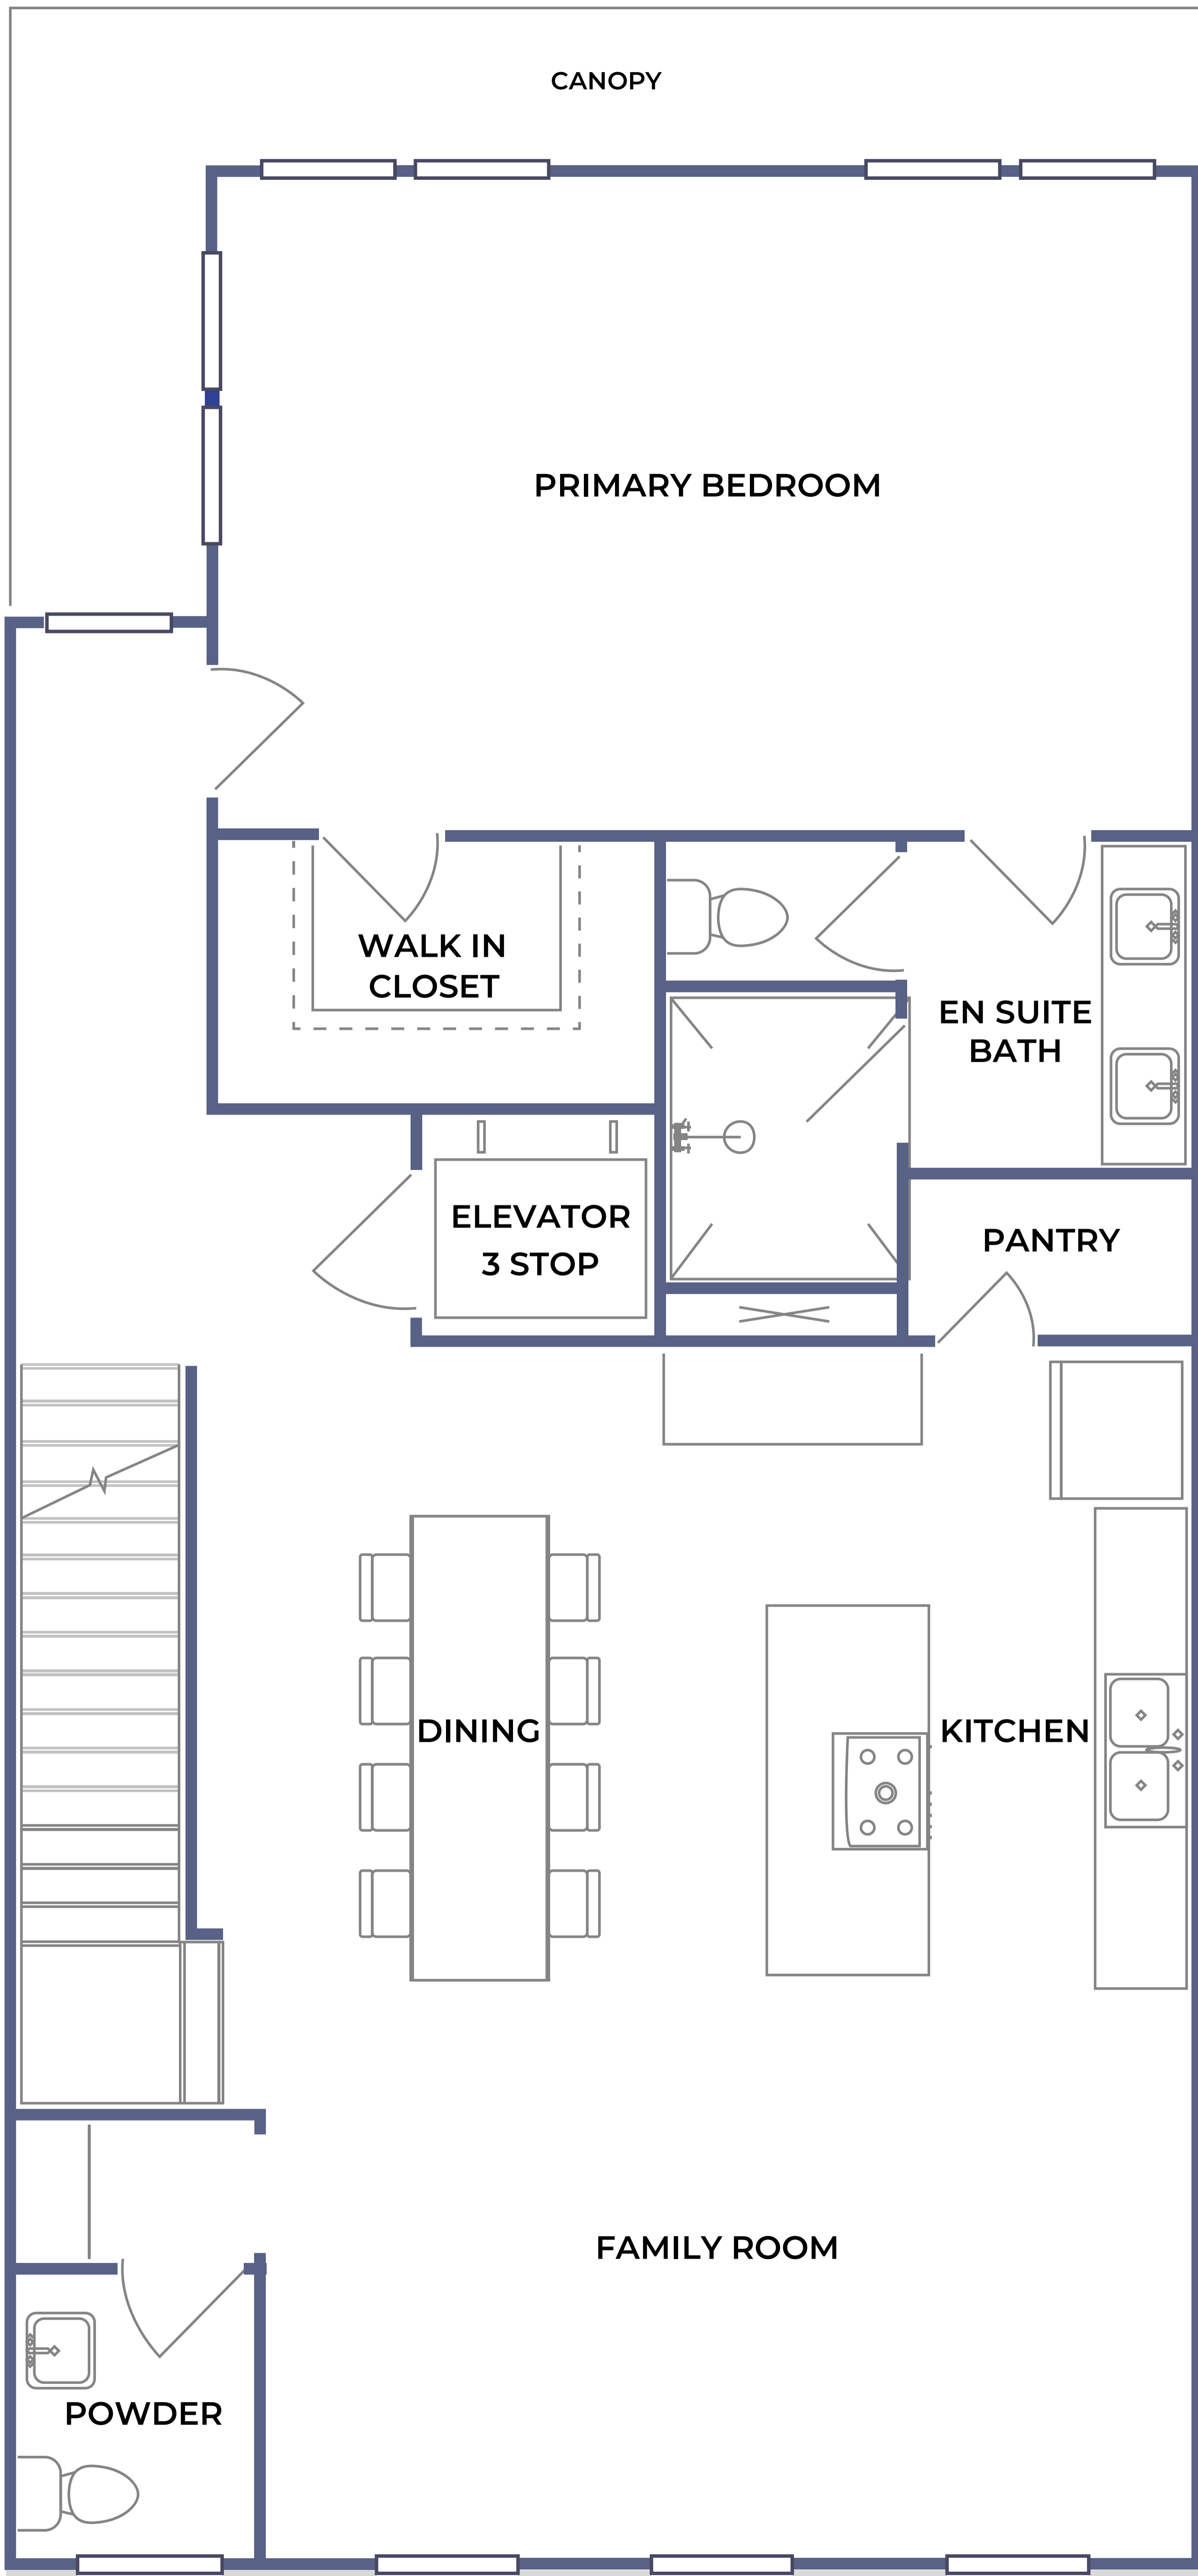 CANOPY
PRIMARY BEDROOM
WALK IN
CLOSET
EN SUITE
BATH
ELEVATOR
3 STOP
PANTRY
DINING
KITCHEN
FAMILY ROOM
POWDER